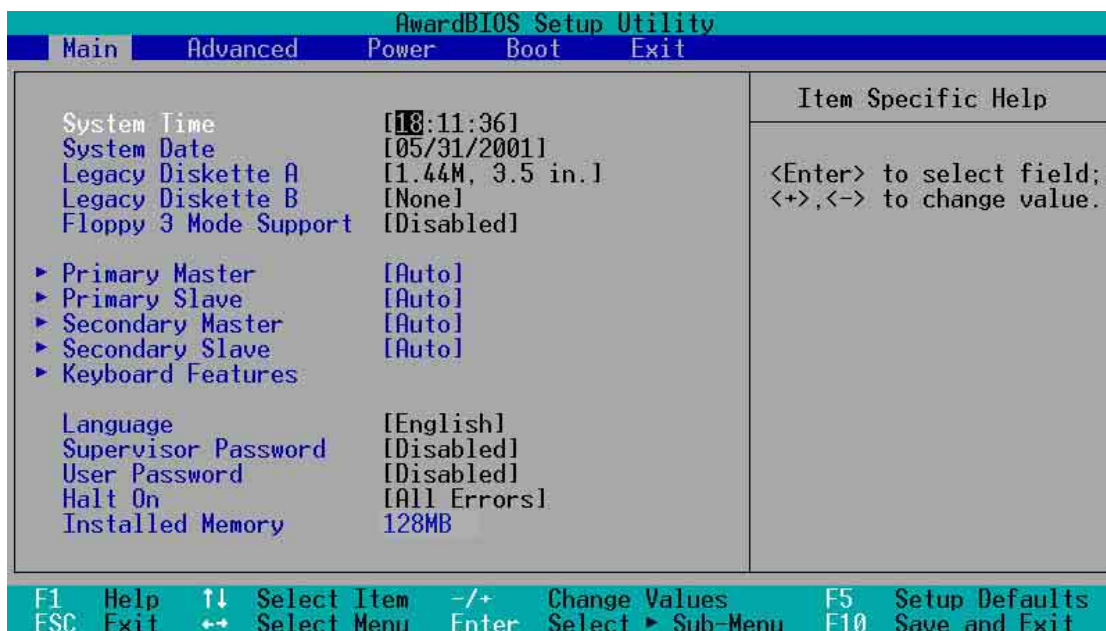 AwardBIOS Setup Utility
Main Advanced Power Boot Exit
Item Specific Help
System Time [18:11:36]
System Date [05/31/2001]
Legacy Diskette A [1.44M, 3.5 in.]
Legacy Diskette B [None]
Floppy 3 Mode Support [Disabled]
<Enter> to select field;
<+>,<-> to change value.
▶ Primary Master [Auto]
▶ Primary Slave [Auto]
▶ Secondary Master [Auto]
▶ Secondary Slave [Auto]
▶ Keyboard Features
Language [English]
Supervisor Password [Disabled]
User Password [Disabled]
Halt On [All Errors]
Installed Memory 128MB
F1 Help ↑↓ Select Item -/+ Change Values F5 Setup Defaults
ESC Exit ←→ Select Menu Enter Select ▶ Sub-Menu F10 Save and Exit